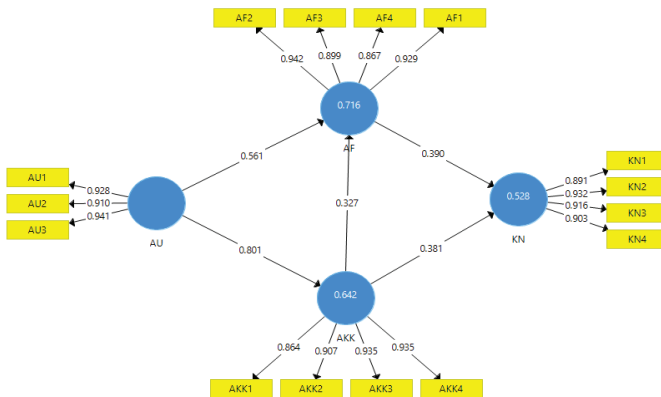 AF2
AF3
AF4
AF1
0.942
0.899
0.867
0.929
0.716
AF
0.561
0.390
AU1
AU2
AU3
0.928
0.910
0.941
AU
0.327
KN1
KN2
KN3
KN4
0.891
0.932
0.916
0.903
0.528
KN
0.801
0.381
0.642
AKK
0.864
0.907
0.935
0.935
AKK1
AKK2
AKK3
AKK4